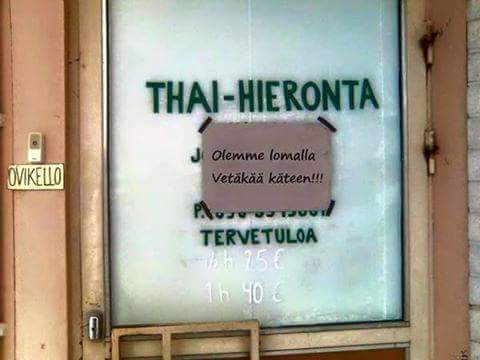 THAI-HIERONTA
Olemme lomalla
Vetäkää käteen!!!
OVIKELLO
TERVETULOA
½ h 25 €
1 h 40 €